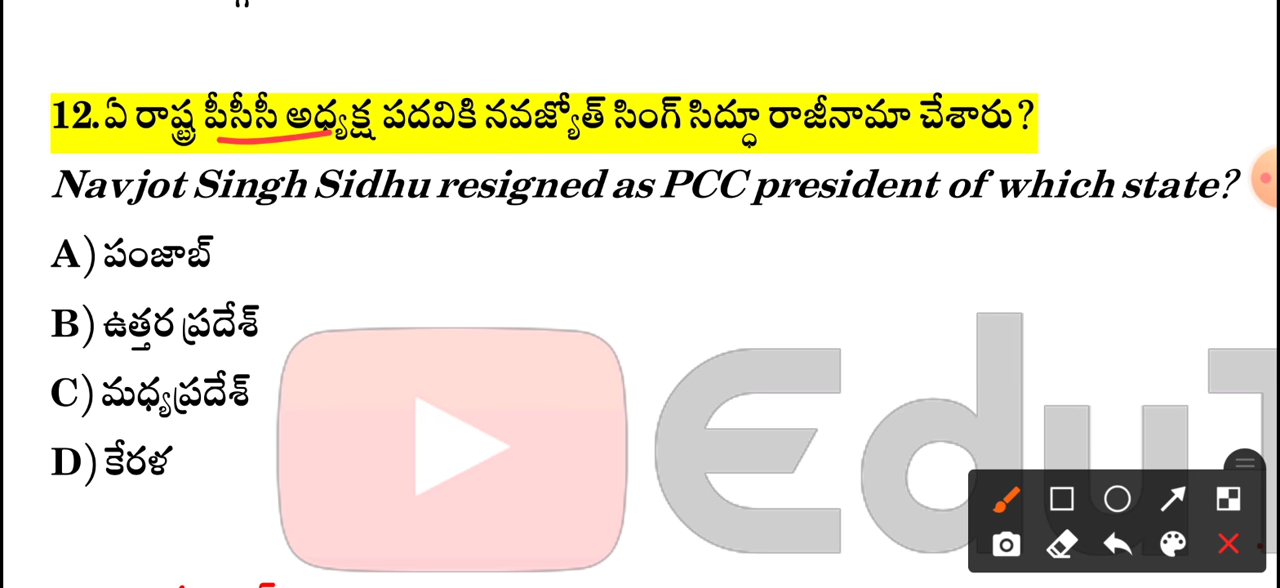 12.ఏ రాష్ట్ర పీసీసీ అధ్యక్ష పదవికి నవజ్యోత్ సింగ్ సిద్ధూ రాజీనామా చేశారు?
Navjot Singh Sidhu resigned as PCC president of which state?
A) పంజాబ్
B) ఉత్తర ప్రదేశ్
C) మధ్యప్రదేశ్
D) కేరళ
Edu